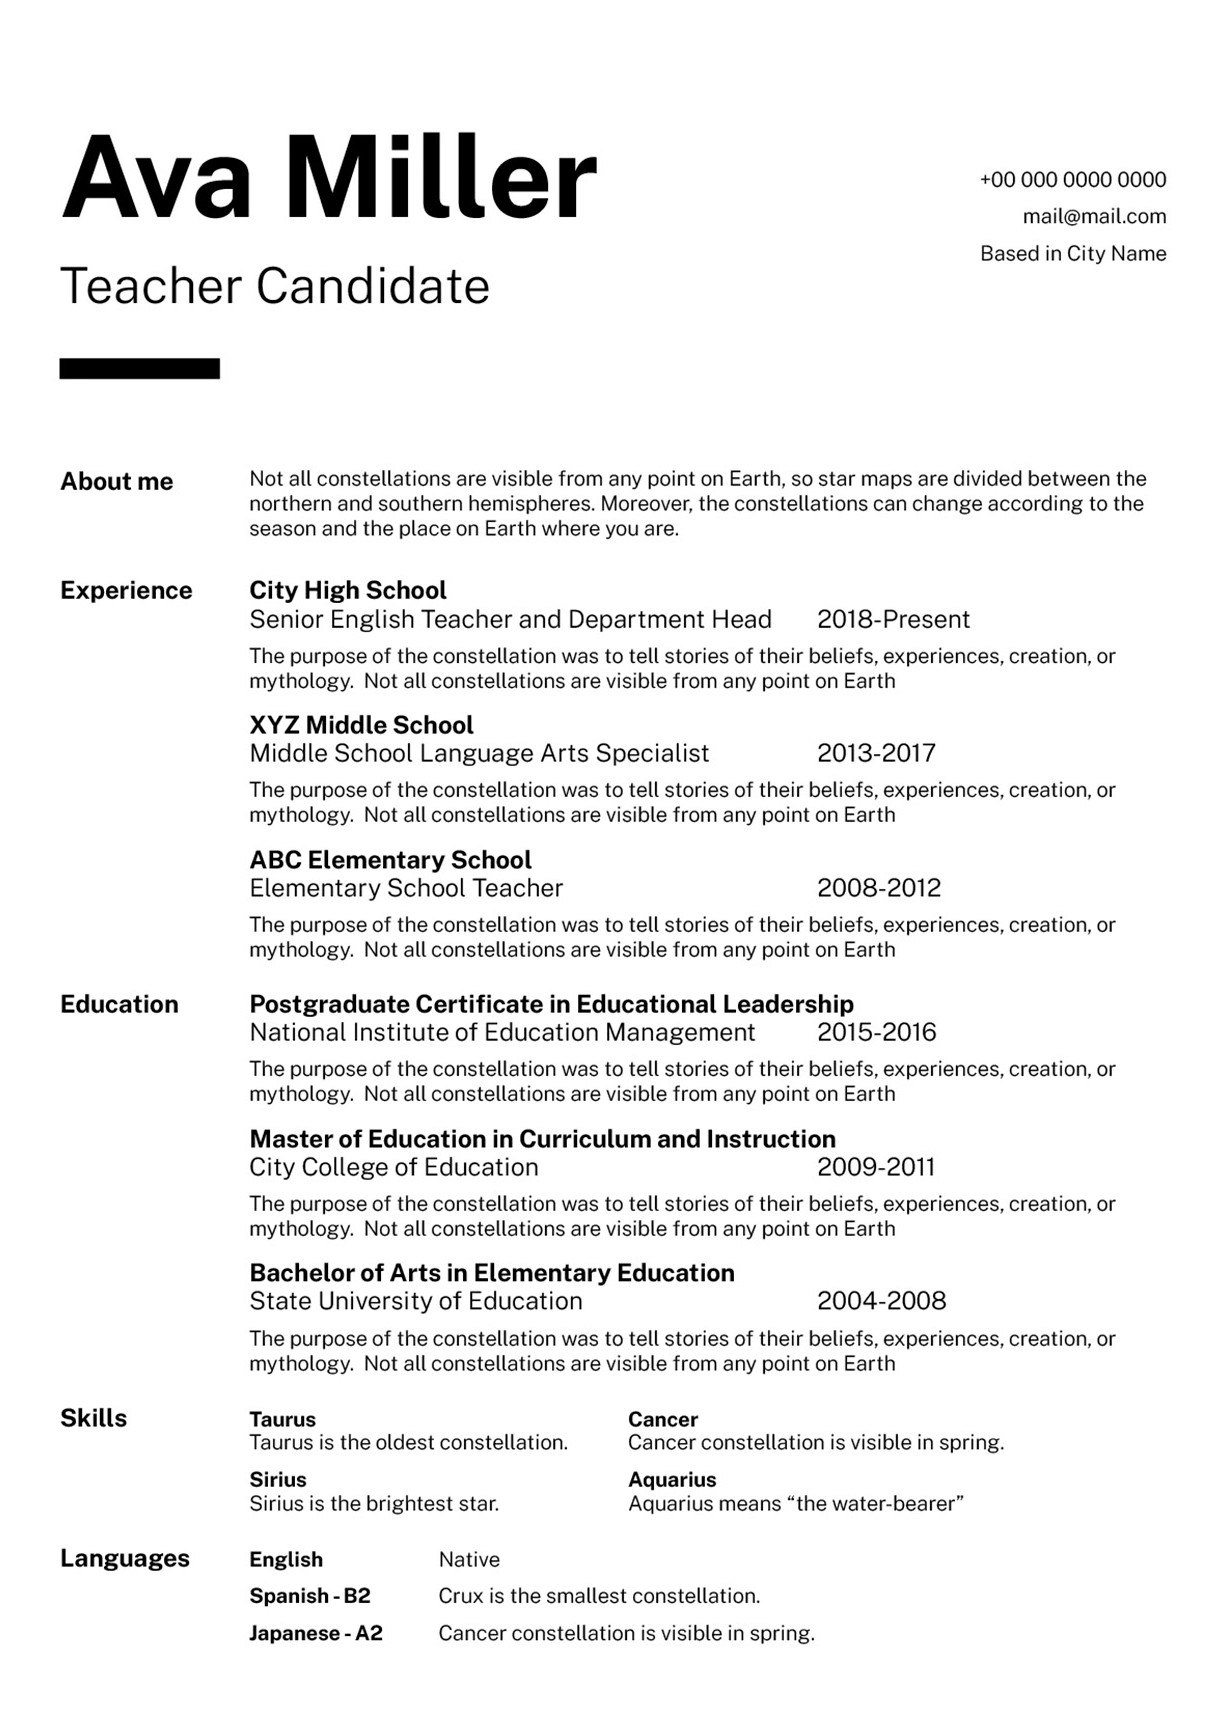 Ava Miller
Teacher Candidate
+00 000 0000 0000
mail@mail.com
Based in City Name
About me
Not all constellations are visible from any point on Earth, so star maps are divided between the
northern and southern hemispheres. Moreover, the constellations can change according to the
season and the place on Earth where you are.
Experience
City High School
Senior English Teacher and Department Head 2018-Present
The purpose of the constellation was to tell stories of their beliefs, experiences, creation, or
mythology.  Not all constellations are visible from any point on Earth
XYZ Middle School
Middle School Language Arts Specialist 2013-2017
The purpose of the constellation was to tell stories of their beliefs, experiences, creation, or
mythology.  Not all constellations are visible from any point on Earth
ABC Elementary School
Elementary School Teacher 2008-2012
The purpose of the constellation was to tell stories of their beliefs, experiences, creation, or
mythology.  Not all constellations are visible from any point on Earth
Education
Postgraduate Certificate in Educational Leadership
National Institute of Education Management 2015-2016
The purpose of the constellation was to tell stories of their beliefs, experiences, creation, or
mythology.  Not all constellations are visible from any point on Earth
Master of Education in Curriculum and Instruction
City College of Education 2009-2011
The purpose of the constellation was to tell stories of their beliefs, experiences, creation, or
mythology.  Not all constellations are visible from any point on Earth
Bachelor of Arts in Elementary Education
State University of Education 2004-2008
The purpose of the constellation was to tell stories of their beliefs, experiences, creation, or
mythology.  Not all constellations are visible from any point on Earth
Skills
Taurus
Taurus is the oldest constellation.
Cancer
Cancer constellation is visible in spring.
Sirius
Sirius is the brightest star.
Aquarius
Aquarius means “the water-bearer”
Languages
English Native
Spanish - B2 Crux is the smallest constellation.
Japanese - A2 Cancer constellation is visible in spring.